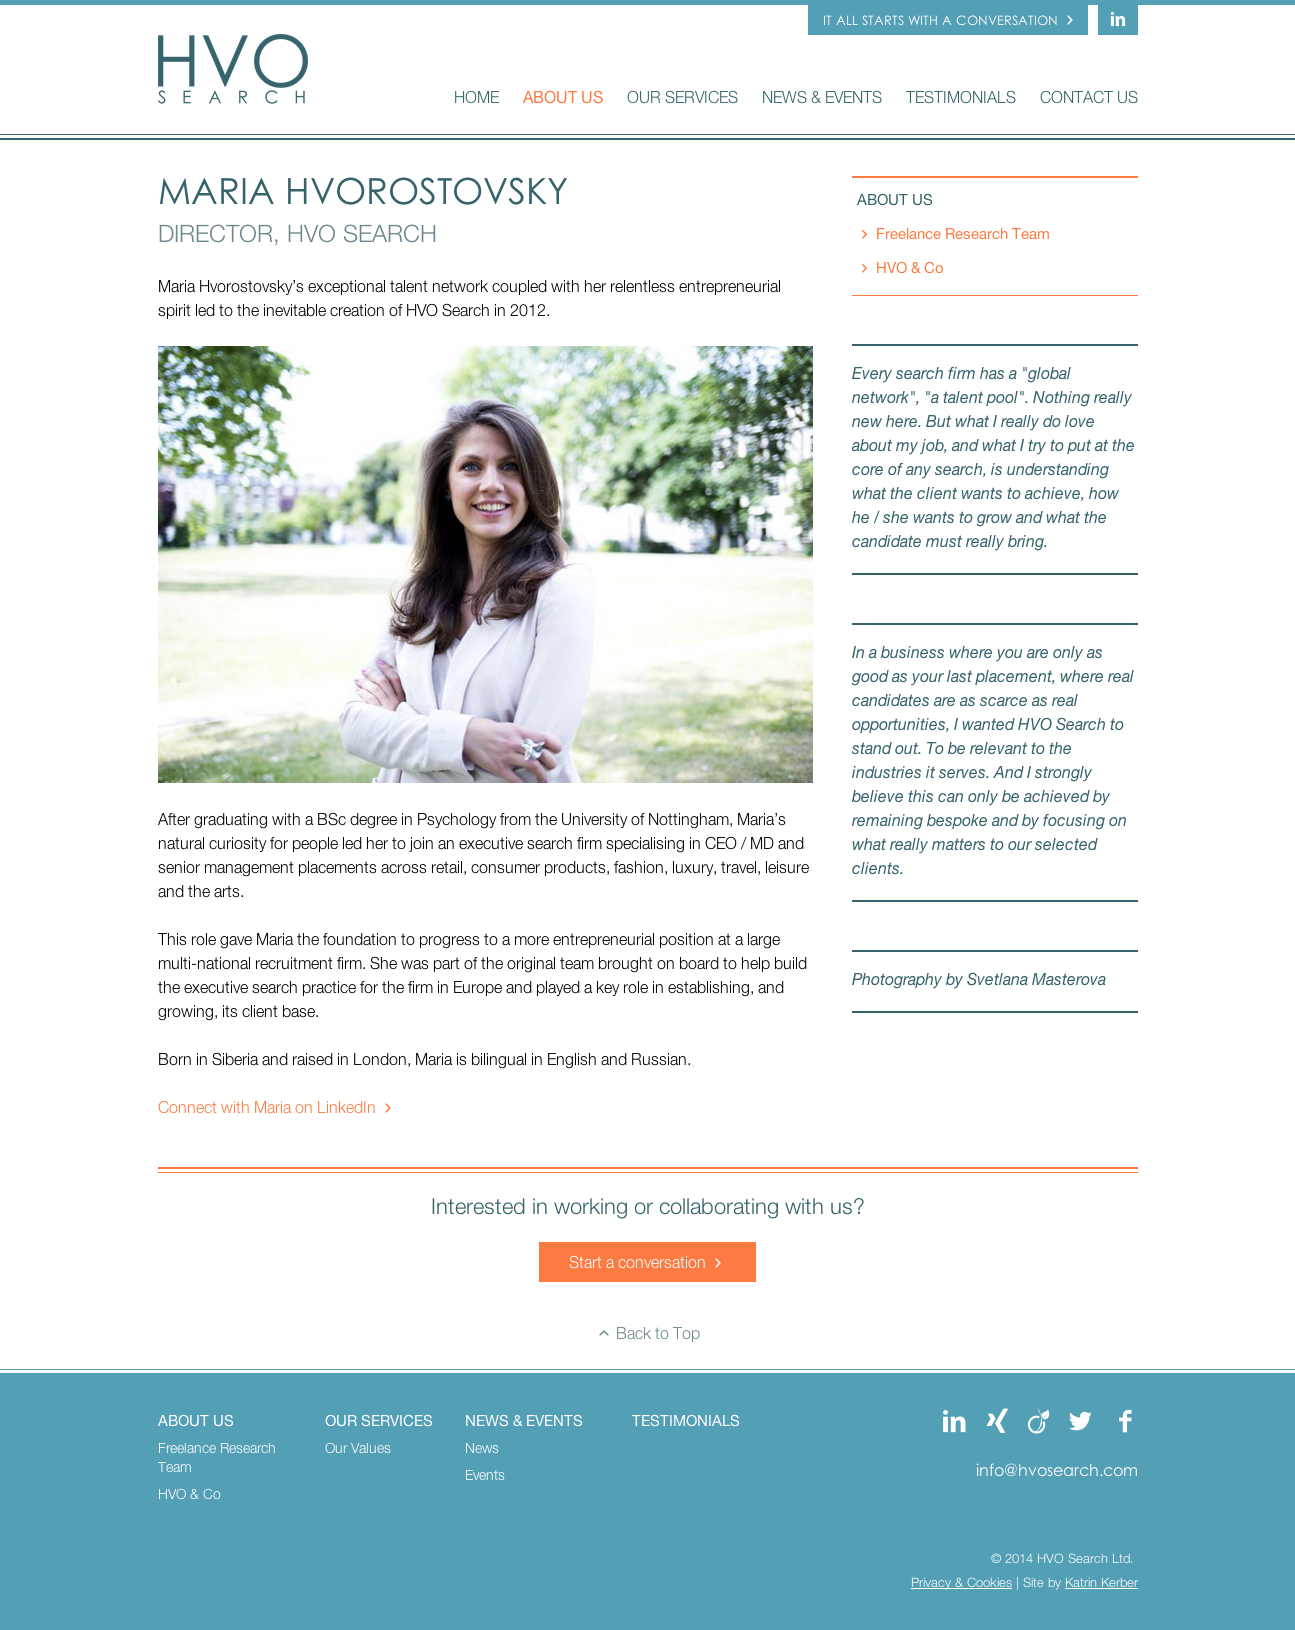 IT ALL STARTS WITH A CONVERSATION
in
HVO
SEARCH
HOME
ABOUT US
OUR SERVICES
NEWS & EVENTS
TESTIMONIALS
CONTACT US
MARIA HVOROSTOVSKY
DIRECTOR, HVO SEARCH
Maria Hvorostovsky’s exceptional talent network coupled with her relentless entrepreneurial
spirit led to the inevitable creation of HVO Search in 2012.
After graduating with a BSc degree in Psychology from the University of Nottingham, Maria’s
natural curiosity for people led her to join an executive search firm specialising in CEO / MD and
senior management placements across retail, consumer products, fashion, luxury, travel, leisure
and the arts.
This role gave Maria the foundation to progress to a more entrepreneurial position at a large
multi-national recruitment firm. She was part of the original team brought on board to help build
the executive search practice for the firm in Europe and played a key role in establishing, and
growing, its client base.
Born in Siberia and raised in London, Maria is bilingual in English and Russian.
Connect with Maria on LinkedIn
ABOUT US
Freelance Research Team
HVO & Co
Every search firm has a "global
network", "a talent pool". Nothing really
new here. But what I really do love
about my job, and what I try to put at the
core of any search, is understanding
what the client wants to achieve, how
he / she wants to grow and what the
candidate must really bring.
In a business where you are only as
good as your last placement, where real
candidates are as scarce as real
opportunities, I wanted HVO Search to
stand out. To be relevant to the
industries it serves. And I strongly
believe this can only be achieved by
remaining bespoke and by focusing on
what really matters to our selected
clients.
Photography by Svetlana Masterova
Interested in working or collaborating with us?
Start a conversation
Back to Top
ABOUT US
Freelance Research
Team
HVO & Co
OUR SERVICES
Our Values
NEWS & EVENTS
News
Events
TESTIMONIALS
in
info@hvosearch.com
© 2014 HVO Search Ltd.
Privacy & Cookies | Site by Katrin Kerber